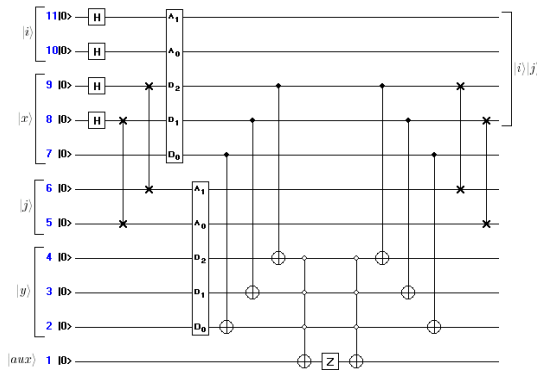 |i⟩ 11 |0> H A₁
10 |0> H A₀
|i⟩|j⟩
9 |0> H D₂
|x⟩ 8 |0> H D₁
7 |0> D₀
|j⟩ 6 |0> A₁
5 |0> A₀
4 |0> D₂
|y⟩ 3 |0> D₁
2 |0> D₀
|aux⟩ 1 |0> Z